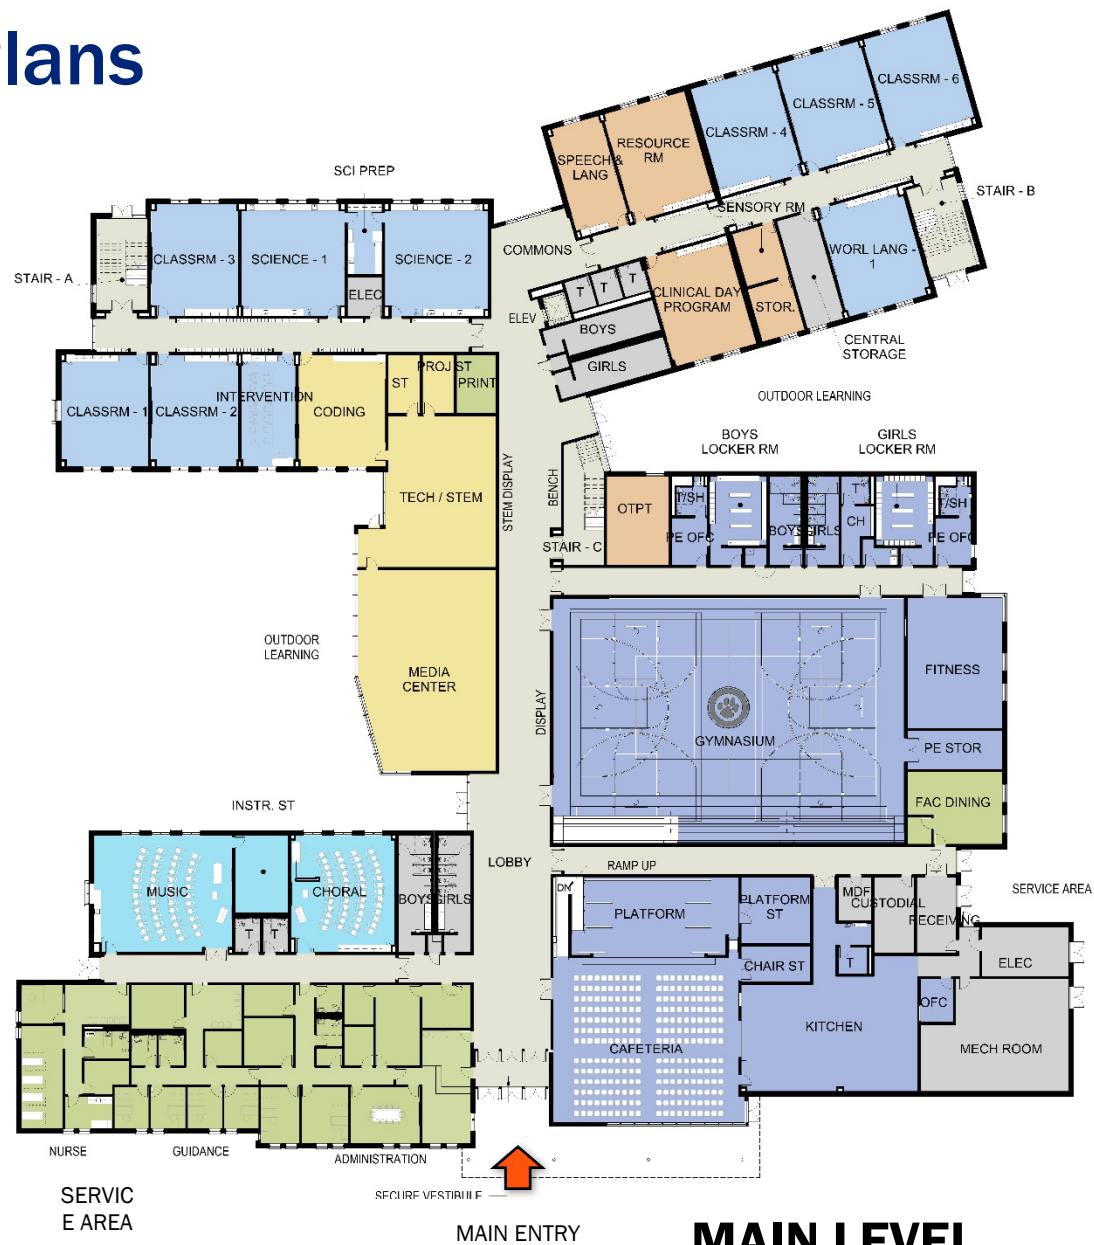 lans
CLASSRM - 6
CLASSRM - 5
CLASSRM - 4
RESOURCE
RM
SPEECH &
LANG
SCI PREP
SENSORY RM
STAIR - B
COMMONS
WORL LANG -
1
CLASSRM - 3
SCIENCE - 1
SCIENCE - 2
STAIR - A
ELEC
T
T
T
CLINICAL DAY
PROGRAM
STOR.
ELEV
BOYS
GIRLS
CENTRAL
STORAGE
OUTDOOR LEARNING
CLASSRM - 1
CLASSRM - 2
INTERVENTION
CODING
ST
PROJ ST
PRINT
BOYS
LOCKER RM
GIRLS
LOCKER RM
TECH / STEM
STEM DISPLAY
BENCH
OTPT
T/SH
PE OFC
BOYS
GIRLS
T
CH
T/SH
PE OFC
STAIR - C
OUTDOOR
LEARNING
MEDIA
CENTER
DISPLAY
GYMNASIUM
FITNESS
PE STOR
FAC DINING
INSTR. ST
LOBBY
RAMP UP
MUSIC
CHORAL
BOYS
GIRLS
T
T
DN
PLATFORM
PLATFORM
ST
MDF
CUSTODIAL
RECEIVING
SERVICE AREA
CHAIR ST
T
ELEC
OFC
KITCHEN
CAFETERIA
MECH ROOM
NURSE
GUIDANCE
ADMINISTRATION
SERVIC
E AREA
SECURE VESTIBULE
MAIN ENTRY
MAIN LEVEL